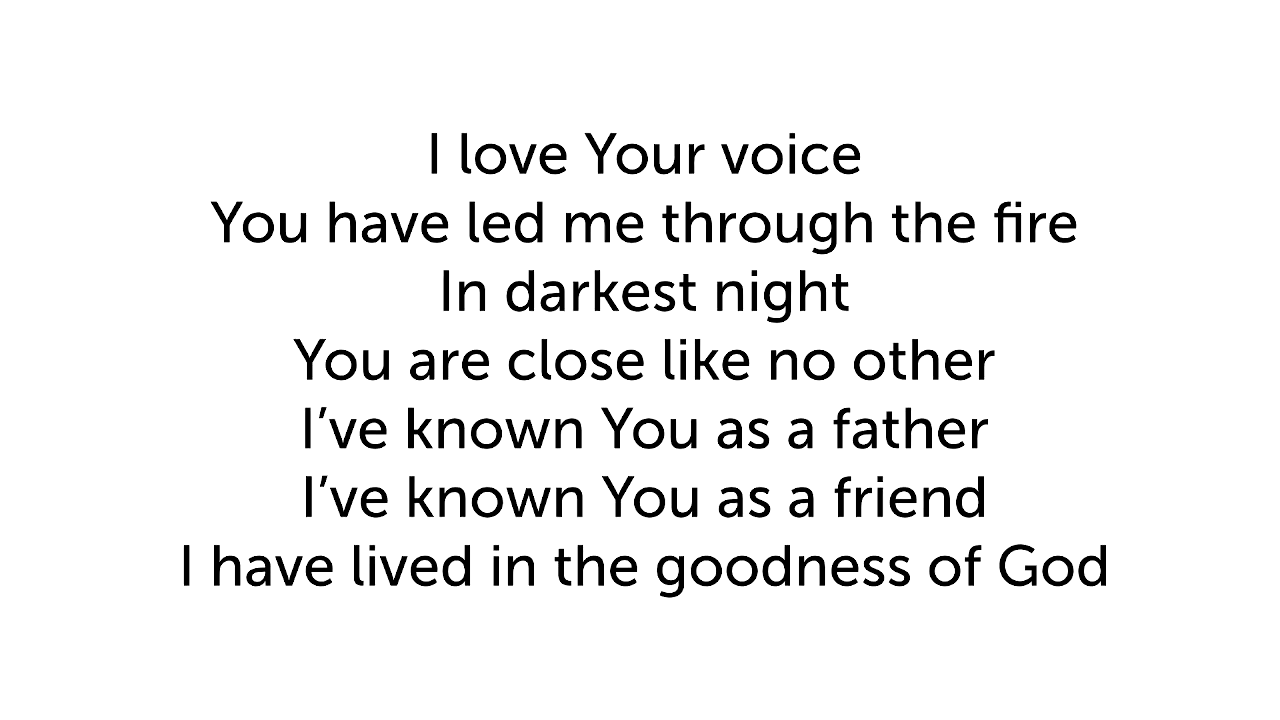 I love Your voice
You have led me through the fire
In darkest night
You are close like no other
I’ve known You as a father
I’ve known You as a friend
I have lived in the goodness of God